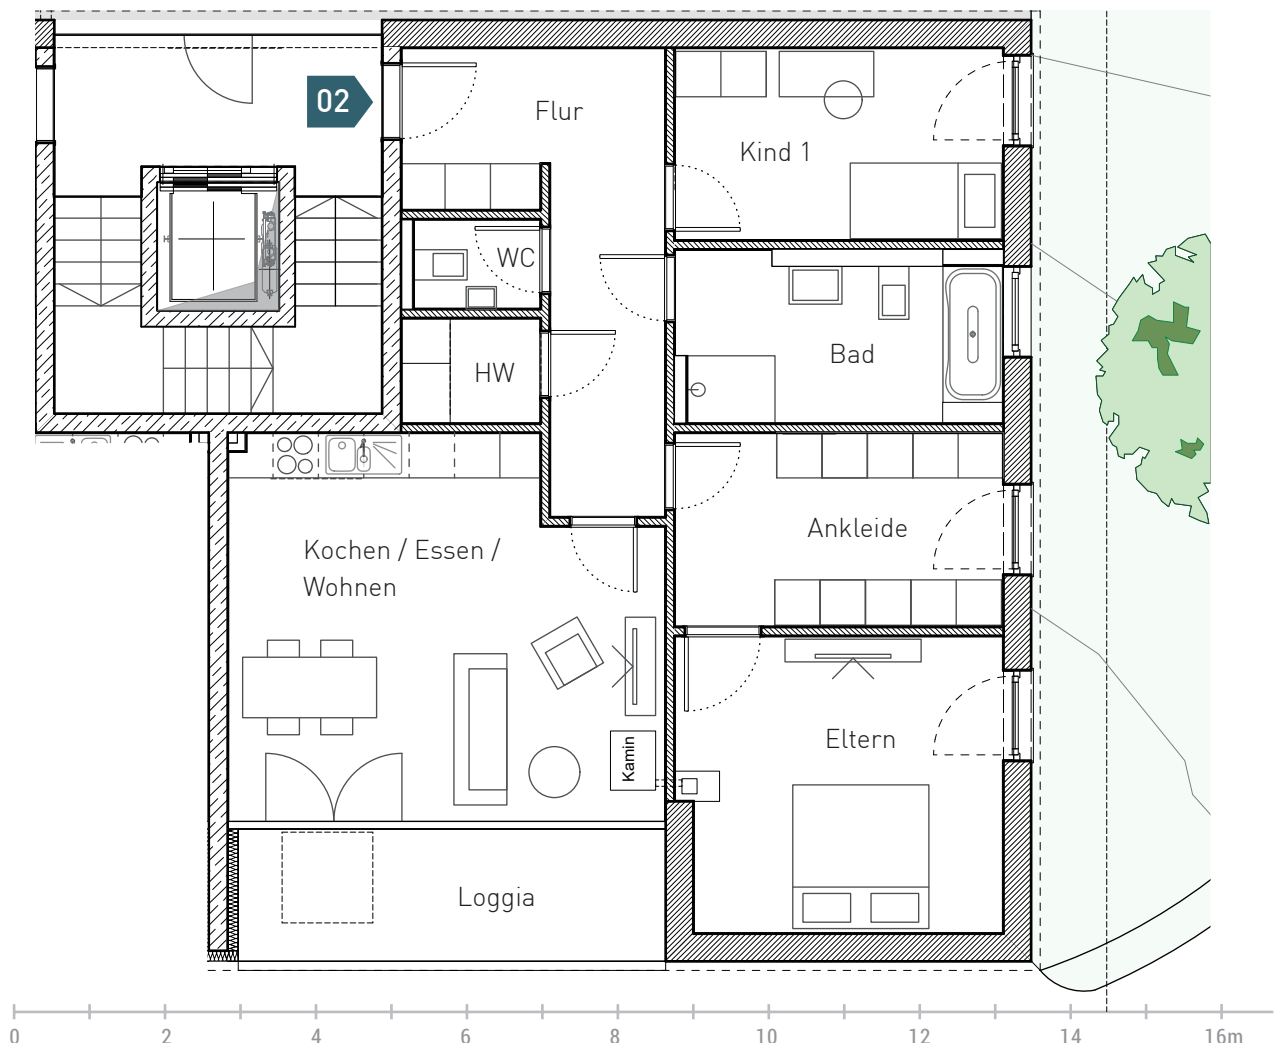 02
Flur
Kind 1
WC
Bad
HW
Kochen / Essen /
Wohnen
Ankleide
Eltern
Kamin
Loggia
0 2 4 6 8 10 12 14 16m